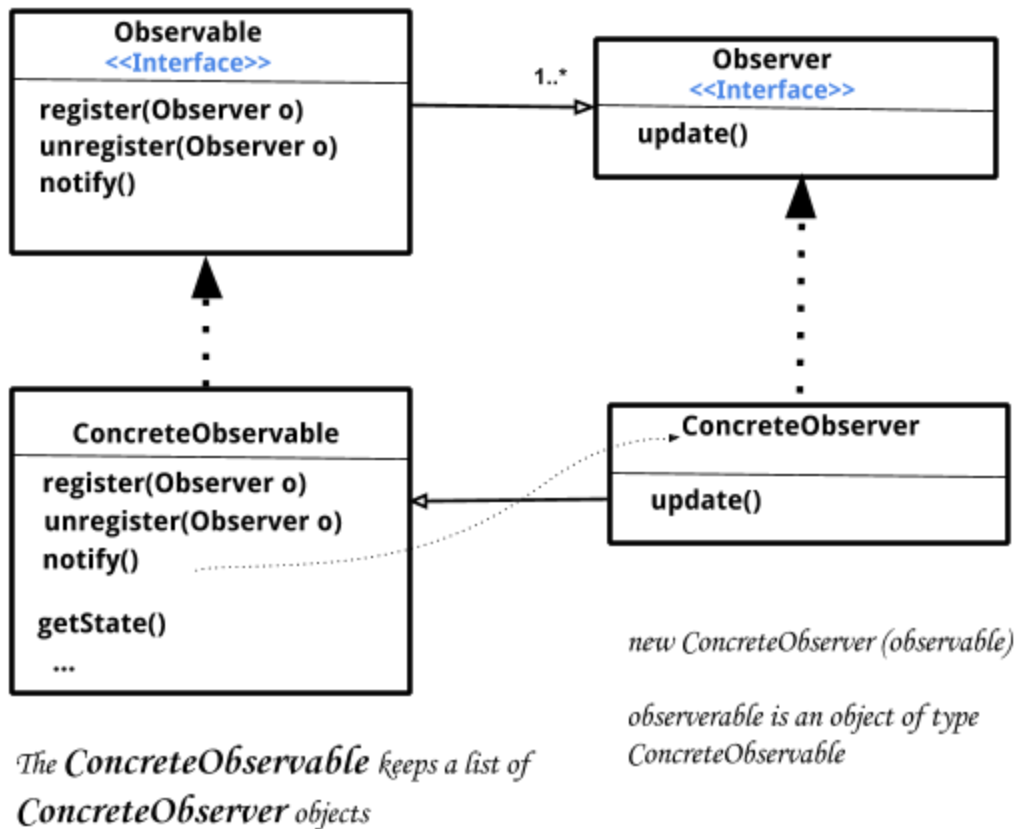 Observable
<<Interface>>
register(Observer o)
unregister(Observer o)
notify()
1..*
Observer
<<Interface>>
update()
ConcreteObservable
register(Observer o)
unregister(Observer o)
notify()
getState()
...
ConcreteObserver
update()
new ConcreteObserver (observable)
observerable is an object of type
ConcreteObservable
The ConcreteObservable keeps a list of
ConcreteObserver objects